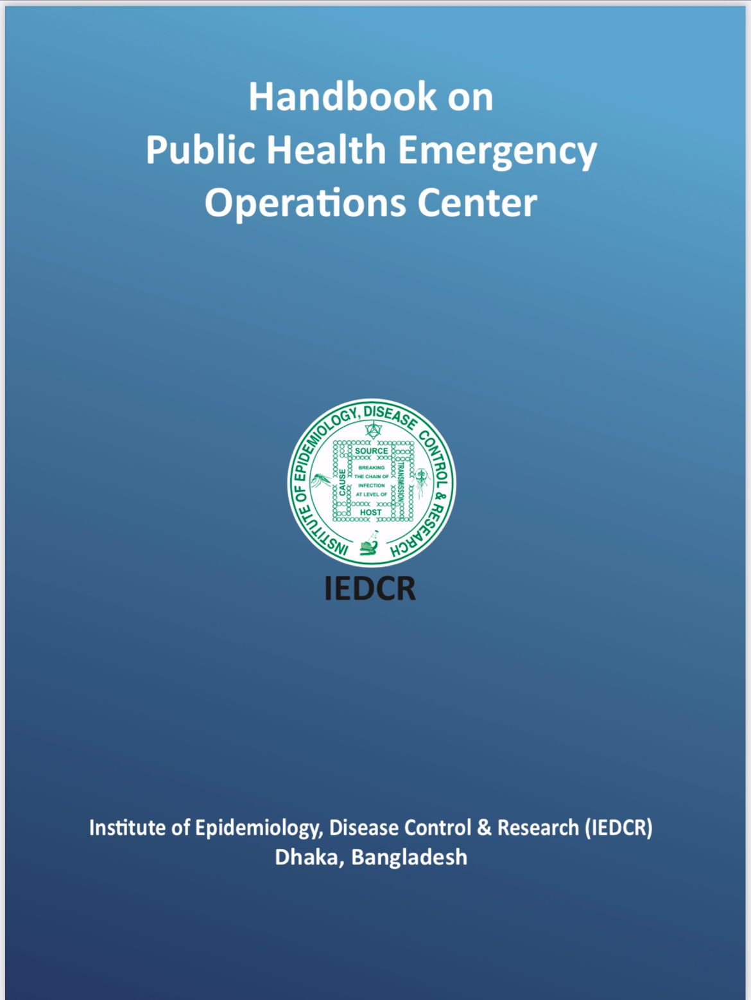 Handbook on
Public Health Emergency
Operations Center
INSTITUTE OF EPIDEMIOLOGY, DISEASE CONTROL & RESEARCH
SOURCE
CAUSE
BREAKING
THE CHAIN OF
INFECTION
AT LEVEL OF
TRANSMISSION
HOST
IEDCR
Institute of Epidemiology, Disease Control & Research (IEDCR)
Dhaka, Bangladesh